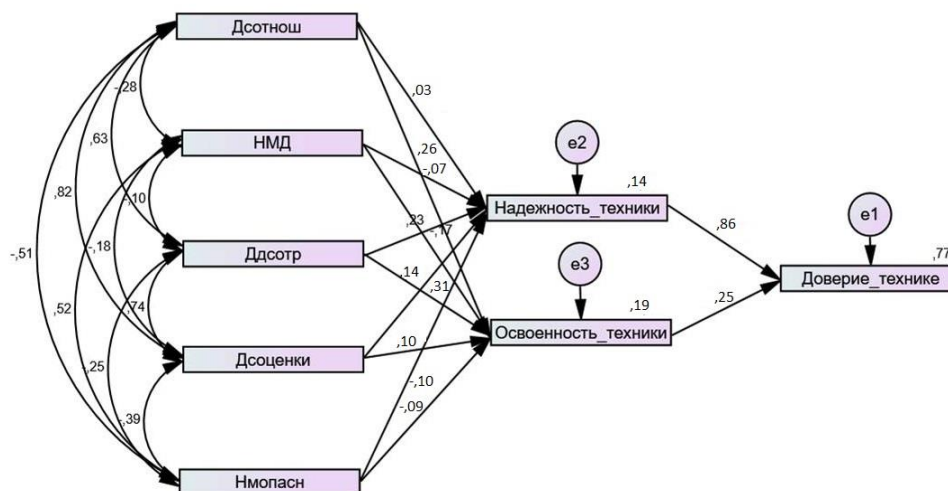 Дсотнош
-,28
,03
НМД
,63
,26
-,07
e2
,14
-,10
Надежность_техники
,82
e1
,86
-,18
,23
-,17
,77
-,51
Ддсотр
e3
Доверие_технике
,14
,31
,52
,74
,19
,25
Освоенность_техники
Дсоценки
,10
-,25
-,10
-,09
-,39
Нмопасн